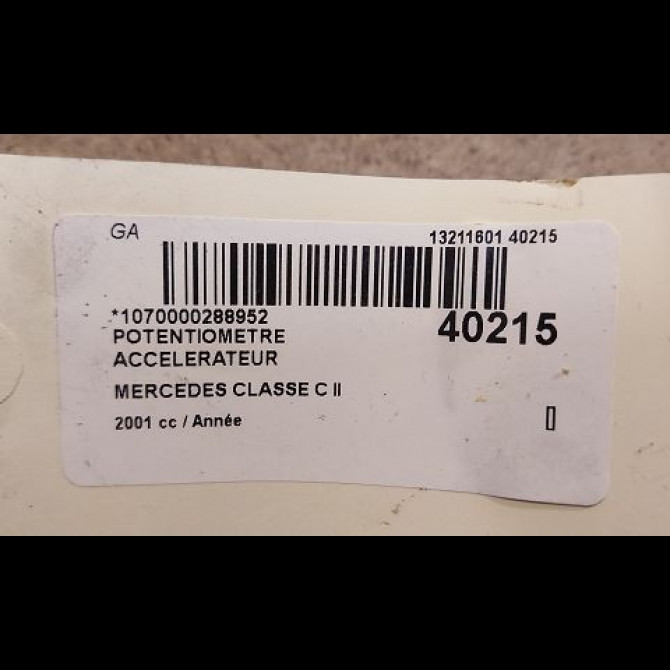 GA
13211601 40215
*1070000288952
40215
POTENTIOMETRE
ACCELERATEUR
MERCEDES CLASSE C II
2001 cc / Année